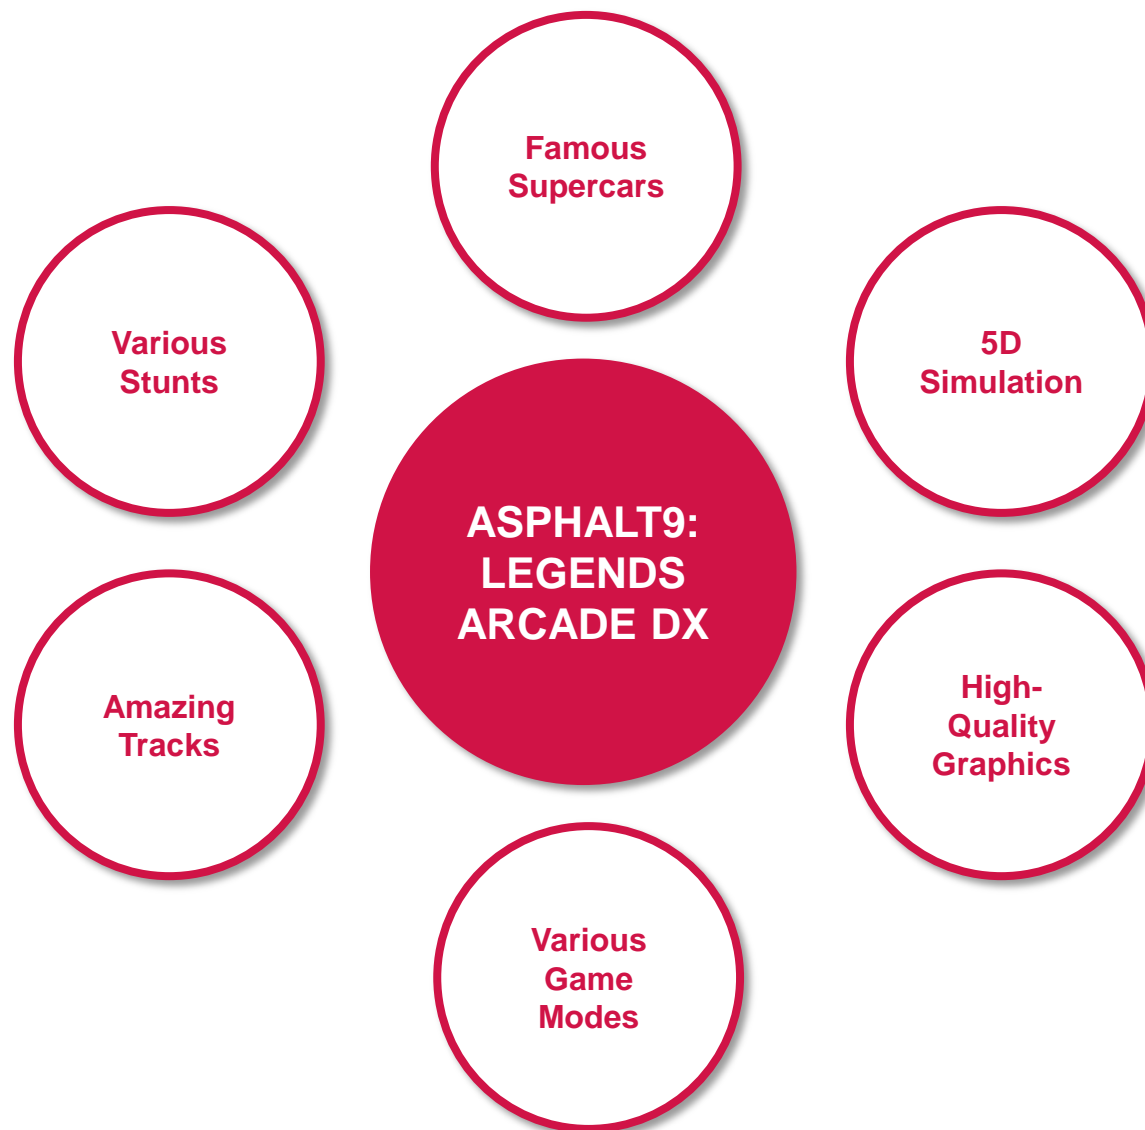 Famous
Supercars
Various
Stunts
5D
Simulation
ASPHALT9:
LEGENDS
ARCADE DX
Amazing
Tracks
High-
Quality
Graphics
Various
Game
Modes